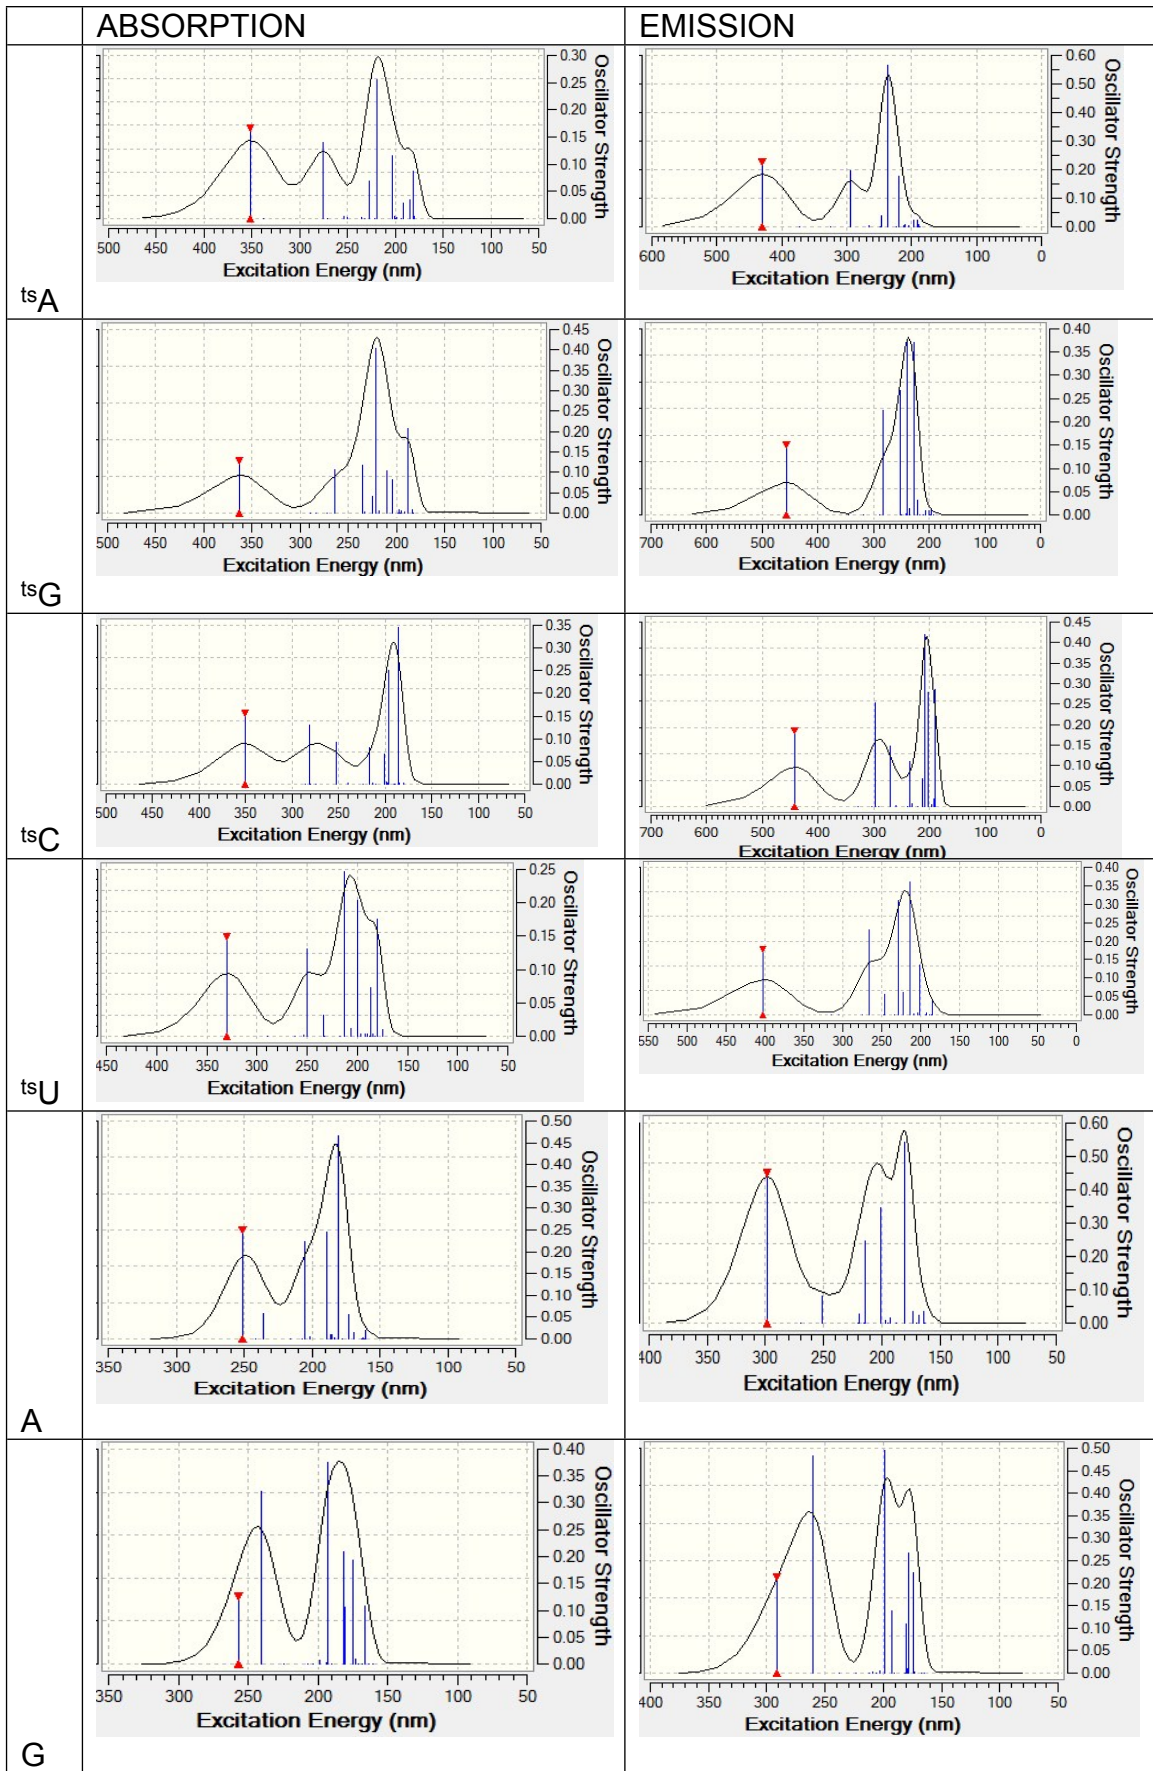 ABSORPTION EMISSION
0.30
0.25
0.20
0.15
0.10
0.05
0.00
Oscillator Strength
500 450 400 350 300 250 200 150 100 50
Excitation Energy (nm)
0.60
0.50
0.40
0.30
0.20
0.10
0.00
Oscillator Strength
600 500 400 300 200 100 0
Excitation Energy (nm)
tsA
0.45
0.40
0.35
0.30
0.25
0.20
0.15
0.10
0.05
0.00
Oscillator Strength
500 450 400 350 300 250 200 150 100 50
Excitation Energy (nm)
0.40
0.35
0.30
0.25
0.20
0.15
0.10
0.05
0.00
Oscillator Strength
700 600 500 400 300 200 100 0
Excitation Energy (nm)
tsG
0.35
0.30
0.25
0.20
0.15
0.10
0.05
0.00
Oscillator Strength
500 450 400 350 300 250 200 150 100 50
Excitation Energy (nm)
0.45
0.40
0.35
0.30
0.25
0.20
0.15
0.10
0.05
0.00
Oscillator Strength
700 600 500 400 300 200 100 0
Excitation Energy (nm)
tsC
0.25
0.20
0.15
0.10
0.05
0.00
Oscillator Strength
450 400 350 300 250 200 150 100 50
Excitation Energy (nm)
0.40
0.35
0.30
0.25
0.20
0.15
0.10
0.05
0.00
Oscillator Strength
550 500 450 400 350 300 250 200 150 100 50 0
Excitation Energy (nm)
tsU
0.50
0.45
0.40
0.35
0.30
0.25
0.20
0.15
0.10
0.05
0.00
Oscillator Strength
350 300 250 200 150 100 50
Excitation Energy (nm)
0.60
0.50
0.40
0.30
0.20
0.10
0.00
Oscillator Strength
400 350 300 250 200 150 100 50
Excitation Energy (nm)
A
0.40
0.35
0.30
0.25
0.20
0.15
0.10
0.05
0.00
Oscillator Strength
350 300 250 200 150 100 50
Excitation Energy (nm)
0.50
0.45
0.40
0.35
0.30
0.25
0.20
0.15
0.10
0.05
0.00
Oscillator Strength
400 350 300 250 200 150 100 50
Excitation Energy (nm)
G